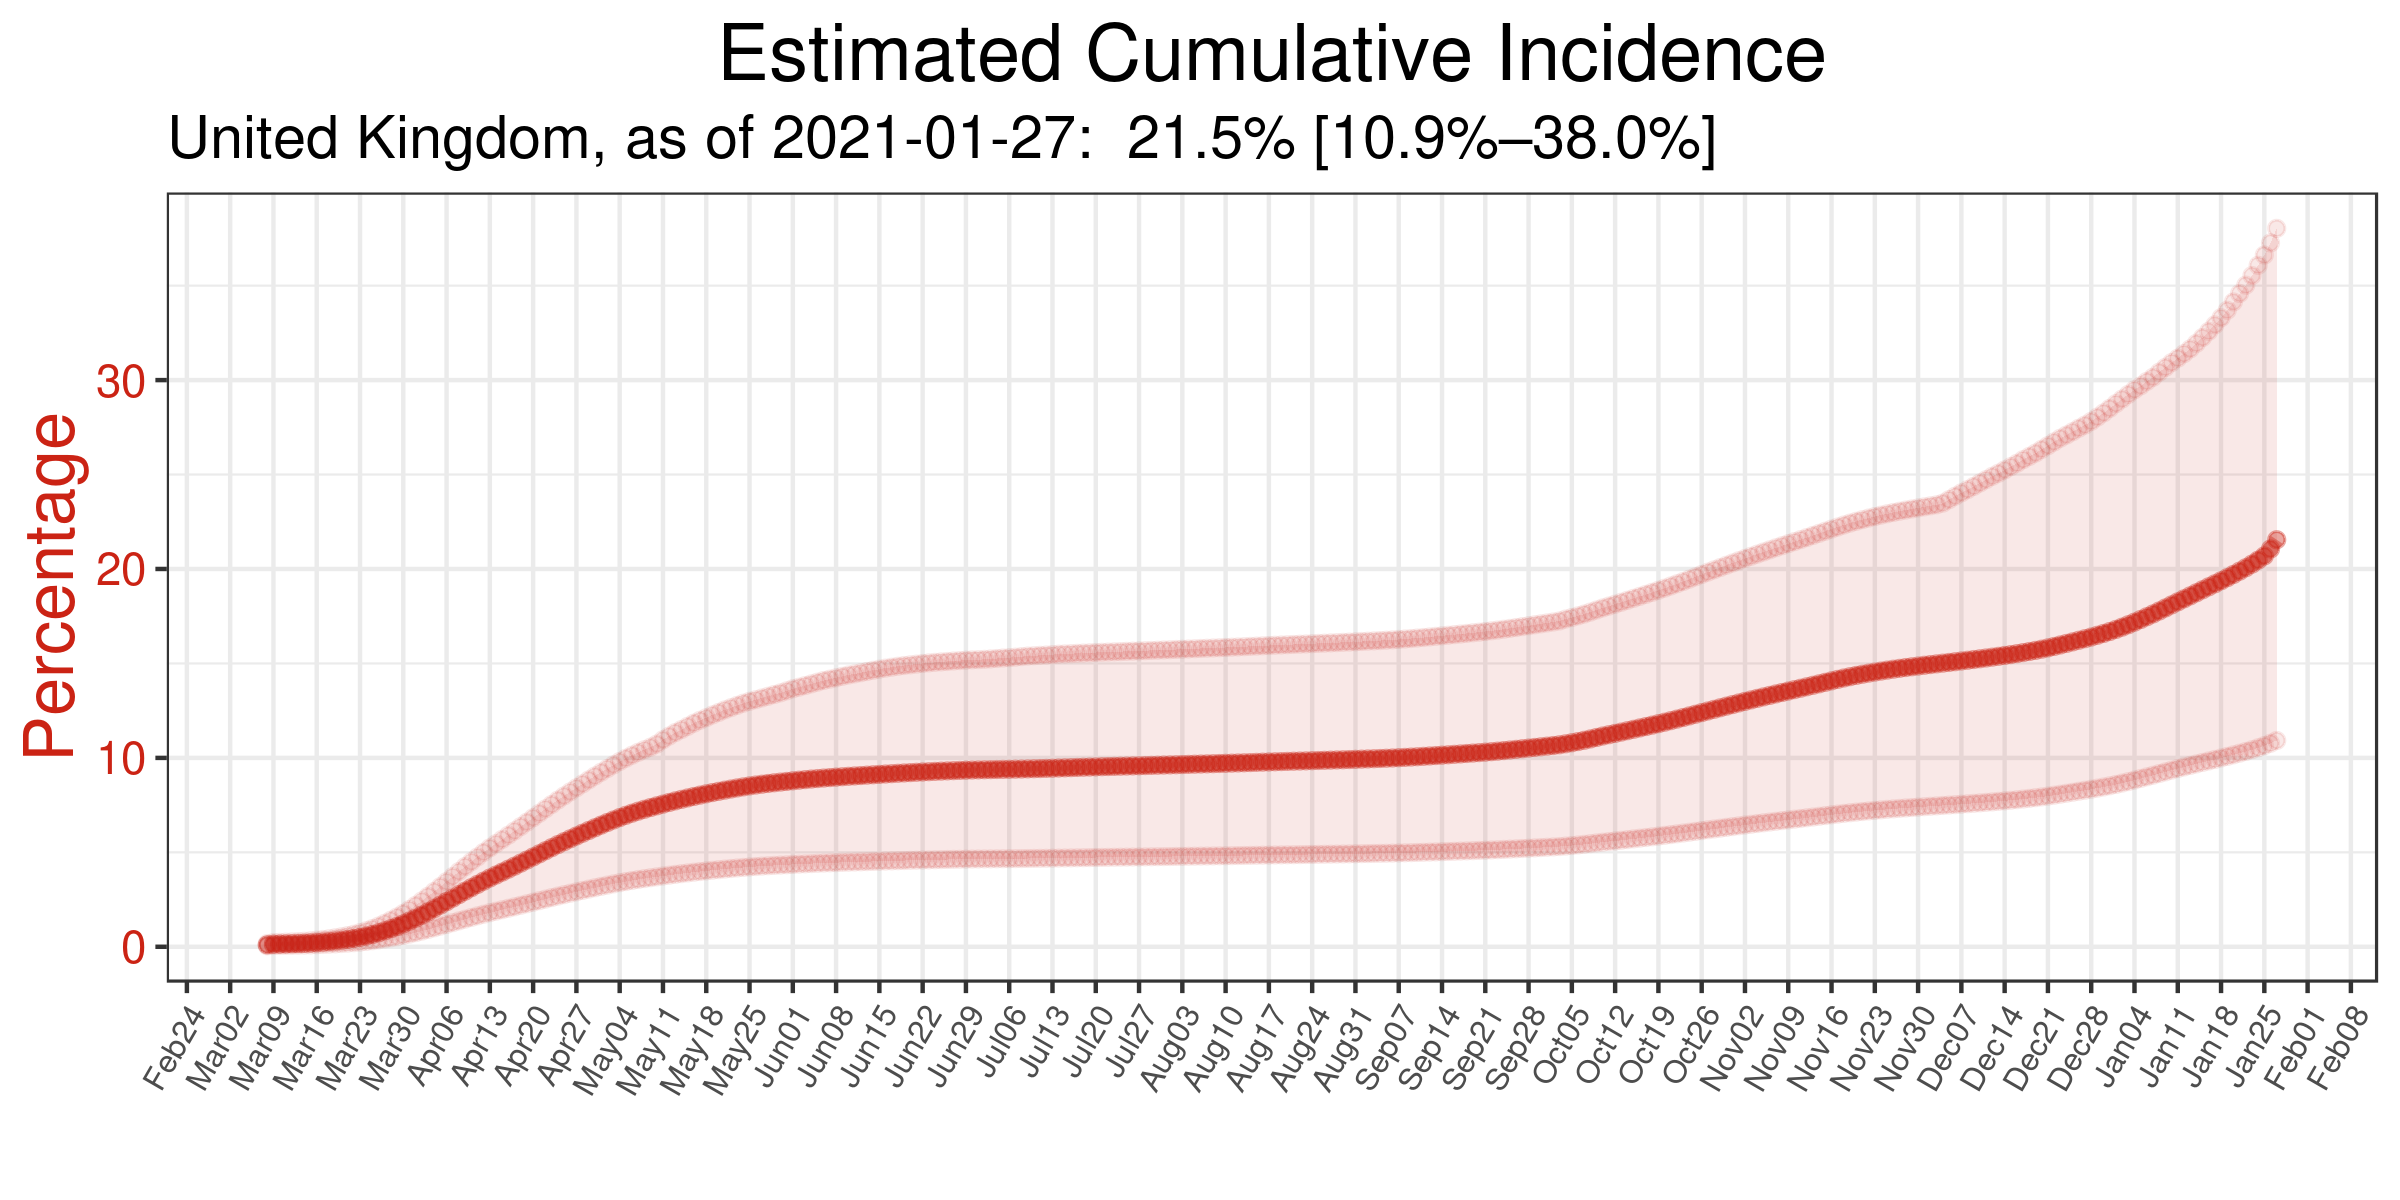 Estimated Cumulative Incidence
United Kingdom, as of 2021-01-27:  21.5% [10.9%–38.0%]
Percentage
30
20
10
0
Feb24
Mar02
Mar09
Mar16
Mar23
Mar30
Apr06
Apr13
Apr20
Apr27
May04
May11
May18
May25
Jun01
Jun08
Jun15
Jun22
Jun29
Jul06
Jul13
Jul20
Jul27
Aug03
Aug10
Aug17
Aug24
Aug31
Sep07
Sep14
Sep21
Sep28
Oct05
Oct12
Oct19
Oct26
Nov02
Nov09
Nov16
Nov23
Nov30
Dec07
Dec14
Dec21
Dec28
Jan04
Jan11
Jan18
Jan25
Feb01
Feb08